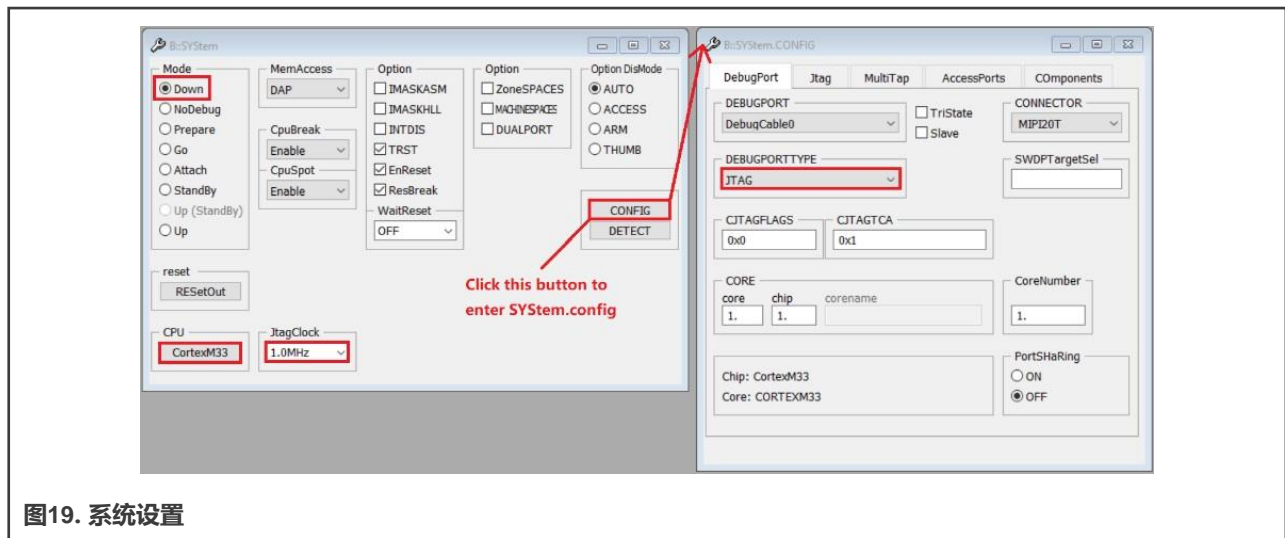 B::SYStem
Mode
Down
NoDebug
Prepare
Go
Attach
StandBy
Up (StandBy)
Up
MemAccess
DAP
CpuBreak
Enable
CpuSpot
Enable
Option
IMASKASM
IMASKHLL
INTDIS
TRST
EnReset
ResBreak
WaitReset
OFF
Option
ZoneSPACES
MACHINESPACES
DUALPORT
Option DisMode
AUTO
ACCESS
ARM
THUMB
CONFIG
DETECT
reset
RESetOut
CPU
CortexM33
JtagClock
1.0MHz
Click this button to
enter SYStem.config
B::SYStem.CONFIG
DebugPort Jtag MultiTap AccessPorts COmponents
DEBUGPORT
DebugCable0
TriState
Slave
CONNECTOR
MIPI20T
DEBUGPORTTYPE
JTAG
SWDPTargetSel
CJTAGFLAGS
0x0
CJTAGTCA
0x1
CORE
core chip corename
1. 1.
CoreNumber
1.
Chip: CortexM33
Core: CORTEXM33
PortSHaRing
ON
OFF
图19. 系统设置